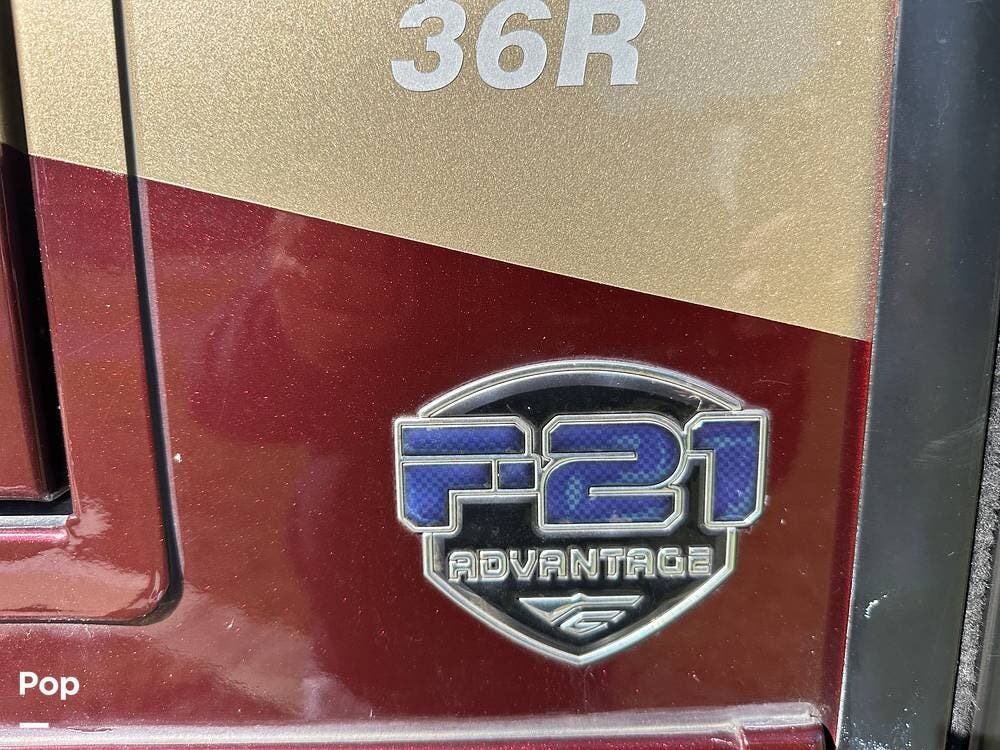 36R
F-21
ADVANTAGE
Pop